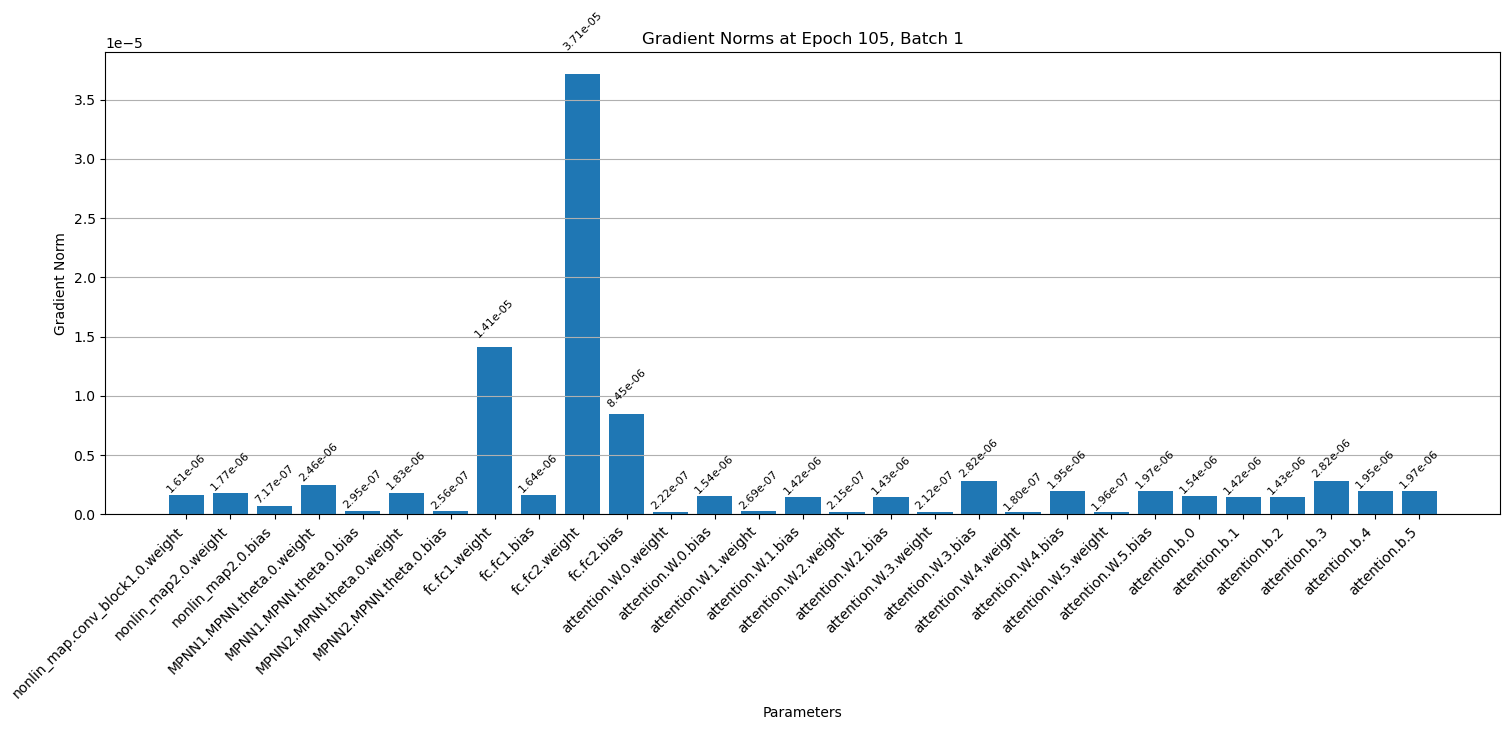 Gradient Norms at Epoch 105, Batch 1
1e−5
Gradient Norm
3.5
3.0
2.5
2.0
1.5
1.0
0.5
0.0
1.61e-06
1.77e-06
7.17e-07
2.46e-06
2.95e-07
1.83e-06
2.56e-07
1.41e-05
1.64e-06
3.71e-05
8.45e-06
2.22e-07
1.54e-06
2.69e-07
1.42e-06
2.15e-07
1.43e-06
2.12e-07
2.82e-06
1.80e-07
1.95e-06
1.96e-07
1.97e-06
1.54e-06
1.42e-06
1.43e-06
2.82e-06
1.95e-06
1.97e-06
nonlin_map.conv_block1.0.weight
nonlin_map2.0.weight
nonlin_map2.0.bias
MPNN1.MPNN.theta.0.weight
MPNN1.MPNN.theta.0.bias
MPNN2.MPNN.theta.0.weight
MPNN2.MPNN.theta.0.bias
fc.fc1.weight
fc.fc1.bias
fc.fc2.weight
fc.fc2.bias
attention.W.0.weight
attention.W.0.bias
attention.W.1.weight
attention.W.1.bias
attention.W.2.weight
attention.W.2.bias
attention.W.3.weight
attention.W.3.bias
attention.W.4.weight
attention.W.4.bias
attention.W.5.weight
attention.W.5.bias
attention.b.0
attention.b.1
attention.b.2
attention.b.3
attention.b.4
attention.b.5
Parameters